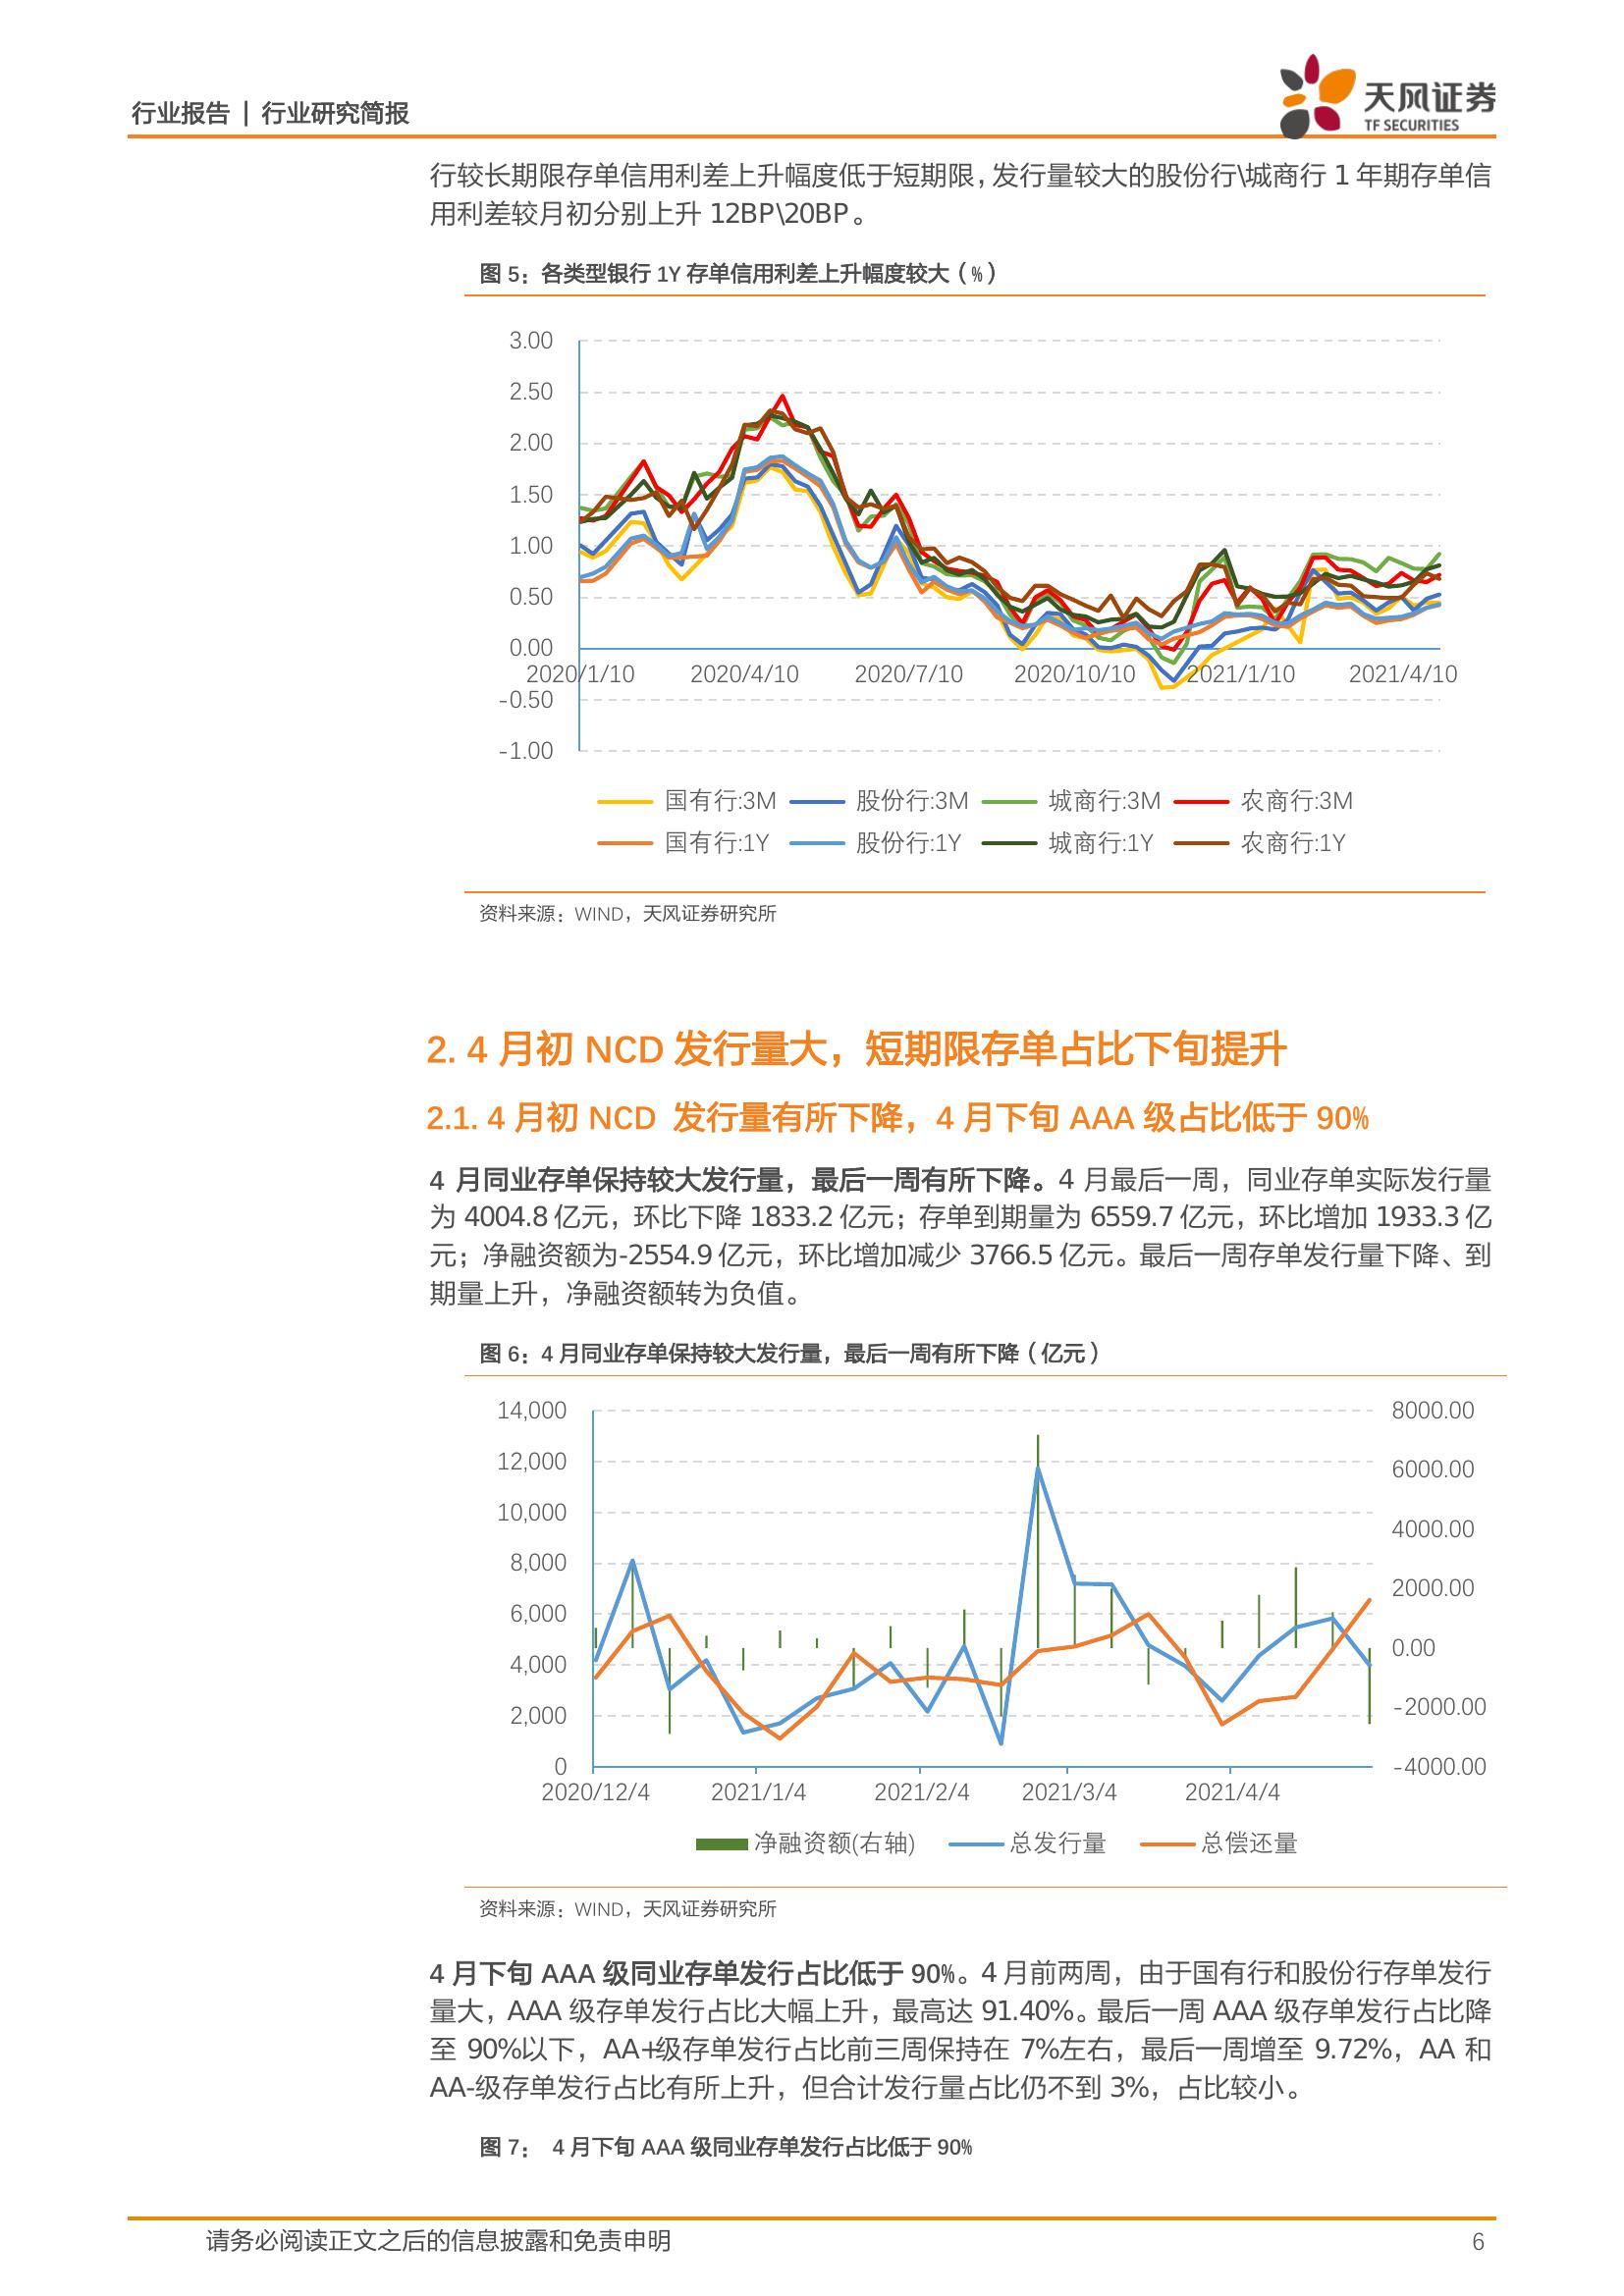 行业报告 | 行业研究简报
天风证券
TF SECURITIES
行较长期限存单信用利差上升幅度低于短期限，发行量较大的股份行\城商行 1 年期存单信
用利差较月初分别上升 12BP\20BP。
图 5：各类型银行 1Y 存单信用利差上升幅度较大（%）
3.00
2.50
2.00
1.50
1.00
0.50
0.00
2020/1/10 2020/4/10 2020/7/10 2020/10/10 2021/1/10 2021/4/10
-0.50
-1.00
国有行:3M 股份行:3M 城商行:3M 农商行:3M
国有行:1Y 股份行:1Y 城商行:1Y 农商行:1Y
资料来源：WIND，天风证券研究所
2. 4 月初 NCD 发行量大，短期限存单占比下旬提升
2.1. 4 月初 NCD 发行量有所下降，4 月下旬 AAA 级占比低于 90%
4 月同业存单保持较大发行量，最后一周有所下降。4 月最后一周，同业存单实际发行量
为 4004.8 亿元，环比下降 1833.2 亿元；存单到期量为 6559.7 亿元，环比增加 1933.3 亿
元；净融资额为-2554.9 亿元，环比增加减少 3766.5 亿元。最后一周存单发行量下降、到
期量上升，净融资额转为负值。
图 6：4 月同业存单保持较大发行量，最后一周有所下降（亿元）
14,000 8000.00
12,000 6000.00
10,000 4000.00
8,000 2000.00
6,000 0.00
4,000 -2000.00
2,000 -4000.00
0
2020/12/4 2021/1/4 2021/2/4 2021/3/4 2021/4/4
净融资额(右轴) 总发行量 总偿还量
资料来源：WIND，天风证券研究所
4 月下旬 AAA 级同业存单发行占比低于 90%。4 月前两周，由于国有行和股份行存单发行
量大，AAA 级存单发行占比大幅上升，最高达 91.40%。最后一周 AAA 级存单发行占比降
至 90%以下，AA+级存单发行占比前三周保持在 7%左右，最后一周增至 9.72%，AA 和
AA-级存单发行占比有所上升，但合计发行量占比仍不到 3%，占比较小。
图 7： 4 月下旬 AAA 级同业存单发行占比低于 90%
请务必阅读正文之后的信息披露和免责申明 6